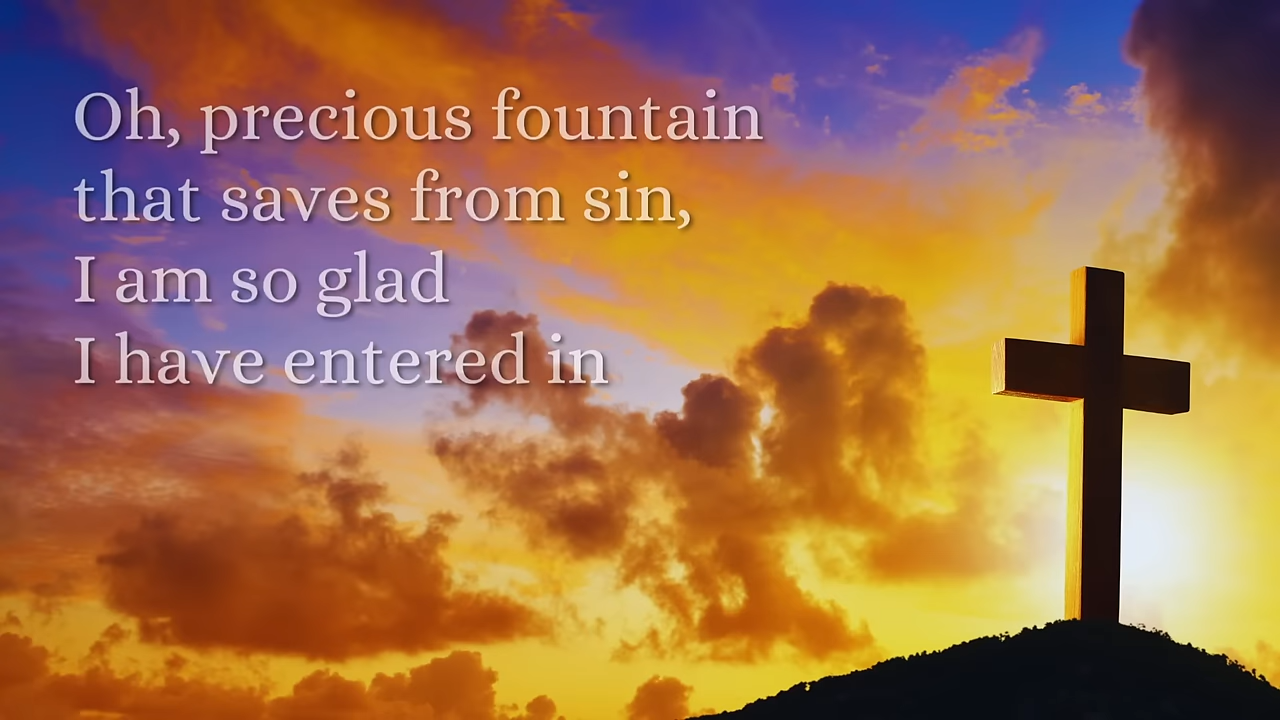 Oh, precious fountain
that saves from sin,
I am so glad
I have entered in